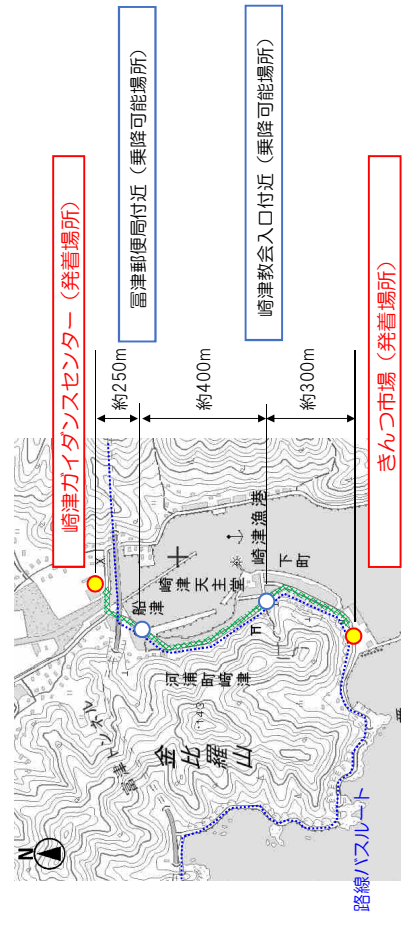 崎津ガイダンスセンター（発着場所）
富津郵便局付近（乗降可能場所）
崎津教会入口付近（乗降可能場所）
きんつ市場（発着場所）
約250m
約400m
約300m
船津
崎津天主堂
崎津漁港
下町
河浦町崎津
143
金比羅山
富津トンネル
路線バスルート
N